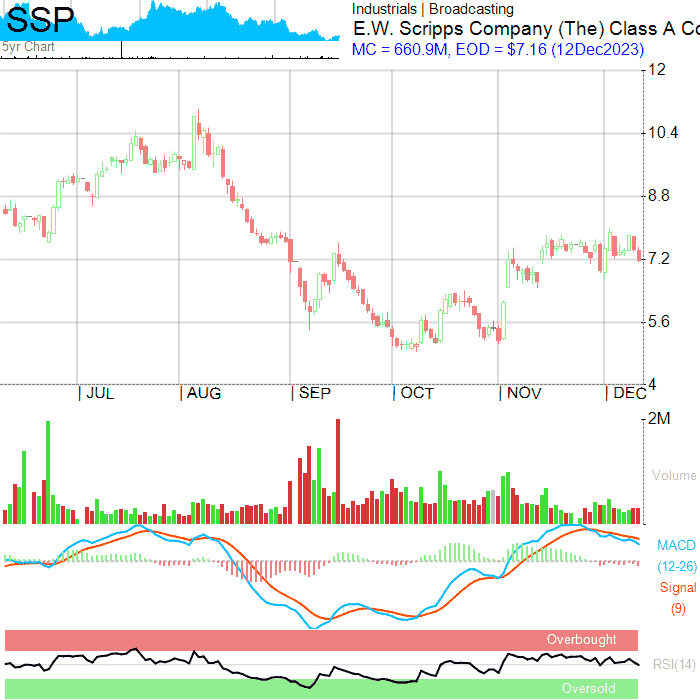 SSP
5yr Chart
Industrials | Broadcasting
E.W. Scripps Company (The) Class A Co
MC = 660.9M, EOD = $7.16 (12Dec2023)
12
10.4
8.8
7.2
5.6
4
| JUL | AUG | SEP | OCT | NOV | DEC
2M
Volume
MACD
(12-26)
Signal
(9)
Overbought
RSI(14)
Oversold